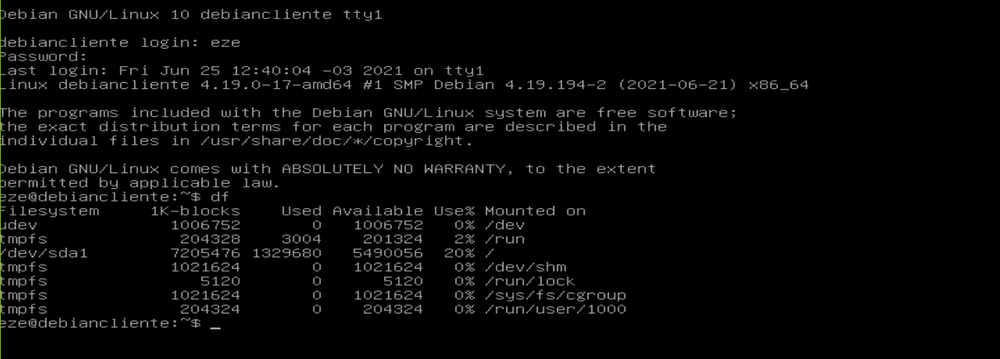 Debian GNU/Linux 10 debiancliente tty1
debiancliente login: eze
Password:
Last login: Fri Jun 25 12:40:04 -03 2021 on tty1
Linux debiancliente 4.19.0-17-amd64 #1 SMP Debian 4.19.194-2 (2021-06-21) x86_64
The programs included with the Debian GNU/Linux system are free software;
the exact distribution terms for each program are described in the
individual files in /usr/share/doc/*/copyright.
Debian GNU/Linux comes with ABSOLUTELY NO WARRANTY, to the extent
permitted by applicable law.
eze@debiancliente:~$ df
Filesystem     1K-blocks    Used Available Use% Mounted on
udev             1006752       0   1006752   0% /dev
tmpfs             204328    3004    201324   2% /run
/dev/sda1        7205476 1329680   5490056  20% /
tmpfs            1021624       0   1021624   0% /dev/shm
tmpfs               5120       0      5120   0% /run/lock
tmpfs            1021624       0   1021624   0% /sys/fs/cgroup
tmpfs             204324       0    204324   0% /run/user/1000
eze@debiancliente:~$ _